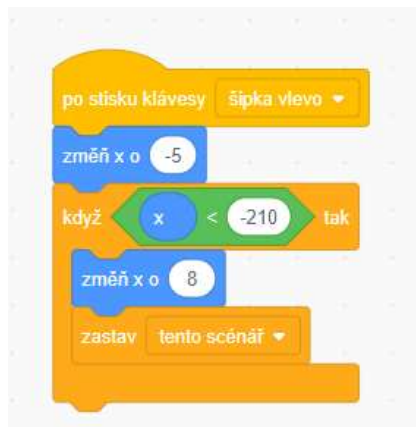 po stisku klávesy šipka vlevo
změň x o -5
když x < -210 tak
změň x o 8
zastav tento scénář